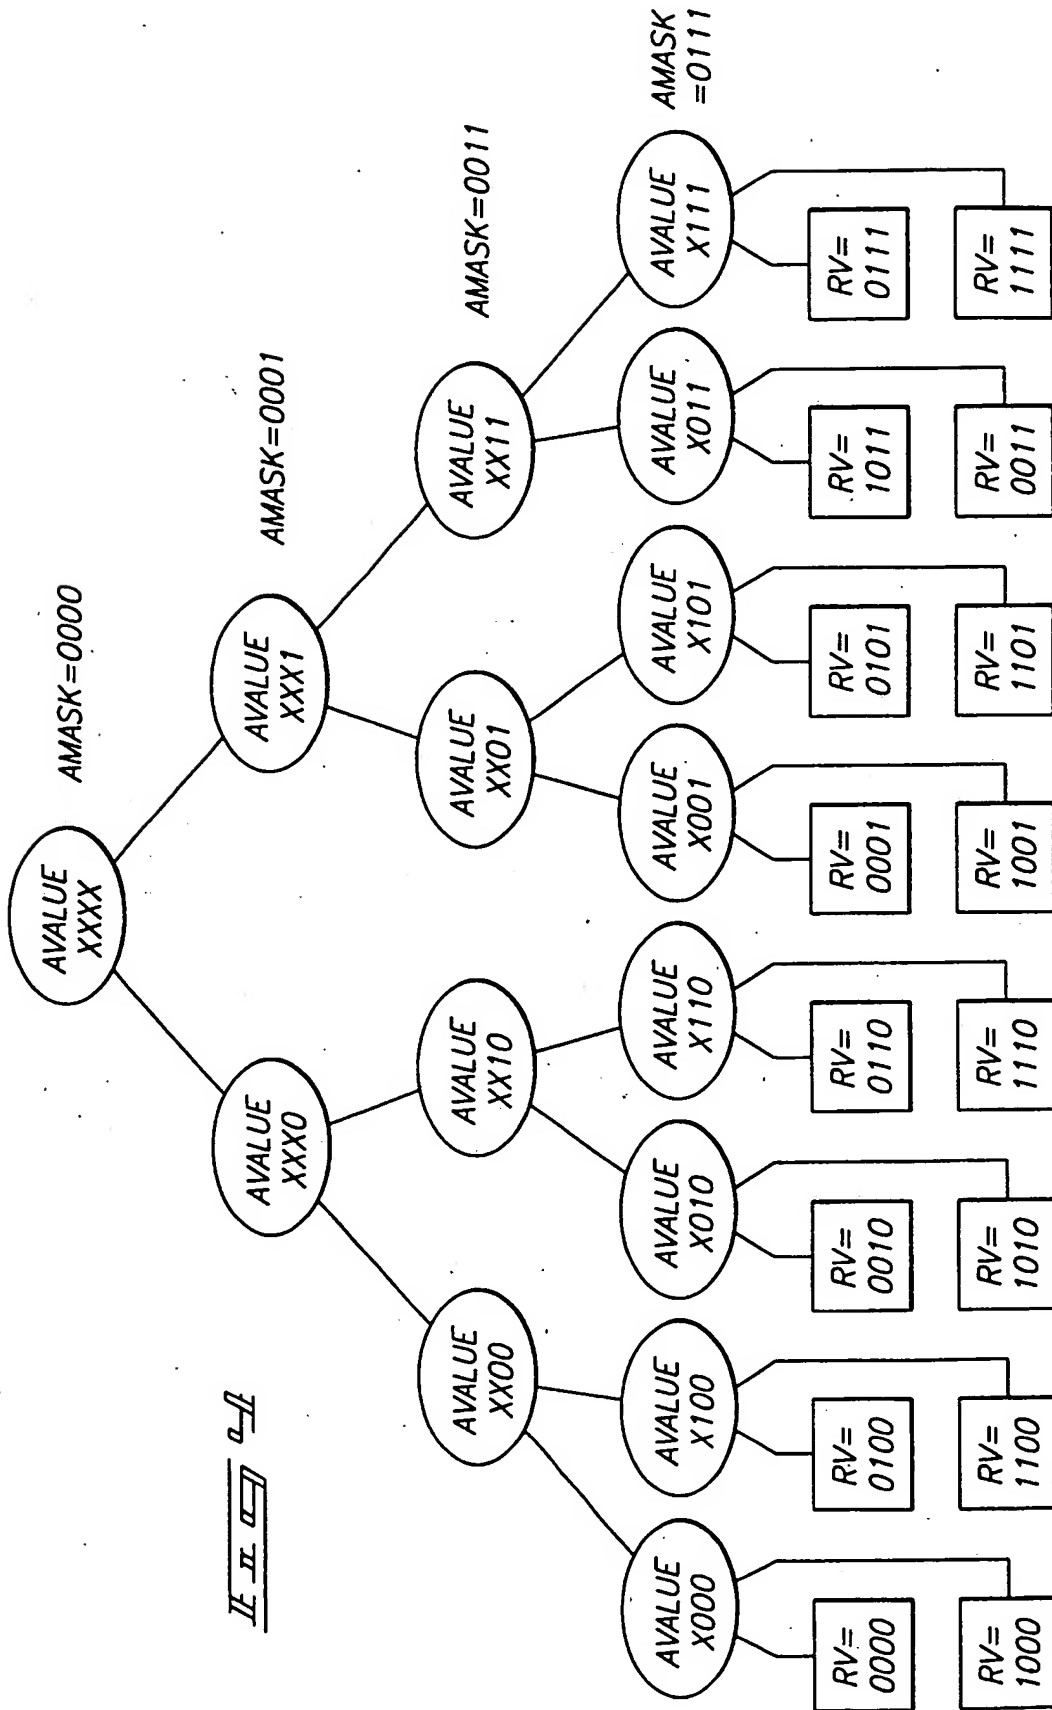 AVALUE
XXXX
AMASK=0000
AVALUE
XXX0
AVALUE
XXX1
AMASK=0001
AVALUE
XX00
AVALUE
XX10
AVALUE
XX01
AVALUE
XX11
AMASK=0011
AVALUE
X000
AVALUE
X100
AVALUE
X010
AVALUE
X110
AVALUE
X001
AVALUE
X101
AVALUE
X011
AVALUE
X111
AMASK
=0111
RV=
0000
RV=
0100
RV=
0010
RV=
0110
RV=
0001
RV=
0101
RV=
1011
RV=
0111
RV=
1000
RV=
1100
RV=
1010
RV=
1110
RV=
1001
RV=
1101
RV=
0011
RV=
1111